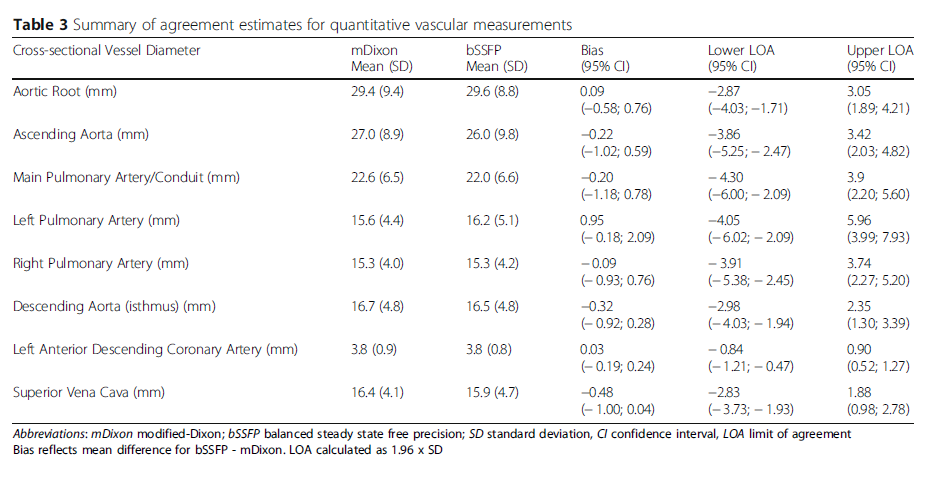 Table 3 Summary of agreement estimates for quantitative vascular measurements
Cross-sectional Vessel Diameter mDixon bSSFP Bias Lower LOA Upper LOA
Mean (SD) Mean (SD) (95% CI) (95% CI) (95% CI)
Aortic Root (mm) 29.4 (9.4) 29.6 (8.8) 0.09 −2.87 3.05
(−0.58; 0.76) (−4.03; −1.71) (1.89; 4.21)
Ascending Aorta (mm) 27.0 (8.9) 26.0 (9.8) −0.22 −3.86 3.42
(−1.02; 0.59) (−5.25; − 2.47) (2.03; 4.82)
Main Pulmonary Artery/Conduit (mm) 22.6 (6.5) 22.0 (6.6) −0.20 − 4.30 3.9
(−1.18; 0.78) (−6.00; − 2.09) (2.20; 5.60)
Left Pulmonary Artery (mm) 15.6 (4.4) 16.2 (5.1) 0.95 −4.05 5.96
(− 0.18; 2.09) (− 6.02; − 2.09) (3.99; 7.93)
Right Pulmonary Artery (mm) 15.3 (4.0) 15.3 (4.2) − 0.09 − 3.91 3.74
(− 0.93; 0.76) (−5.38; − 2.45) (2.27; 5.20)
Descending Aorta (isthmus) (mm) 16.7 (4.8) 16.5 (4.8) −0.32 −2.98 2.35
(− 0.92; 0.28) (− 4.03; − 1.94) (1.30; 3.39)
Left Anterior Descending Coronary Artery (mm) 3.8 (0.9) 3.8 (0.8) 0.03 − 0.84 0.90
(− 0.19; 0.24) (−1.21; − 0.47) (0.52; 1.27)
Superior Vena Cava (mm) 16.4 (4.1) 15.9 (4.7) −0.48 −2.83 1.88
(− 1.00; 0.04) (−3.73; − 1.93) (0.98; 2.78)
Abbreviations: mDixon modified-Dixon; bSSFP balanced steady state free precision; SD standard deviation, CI confidence interval, LOA limit of agreement
Bias reflects mean difference for bSSFP - mDixon. LOA calculated as 1.96 x SD